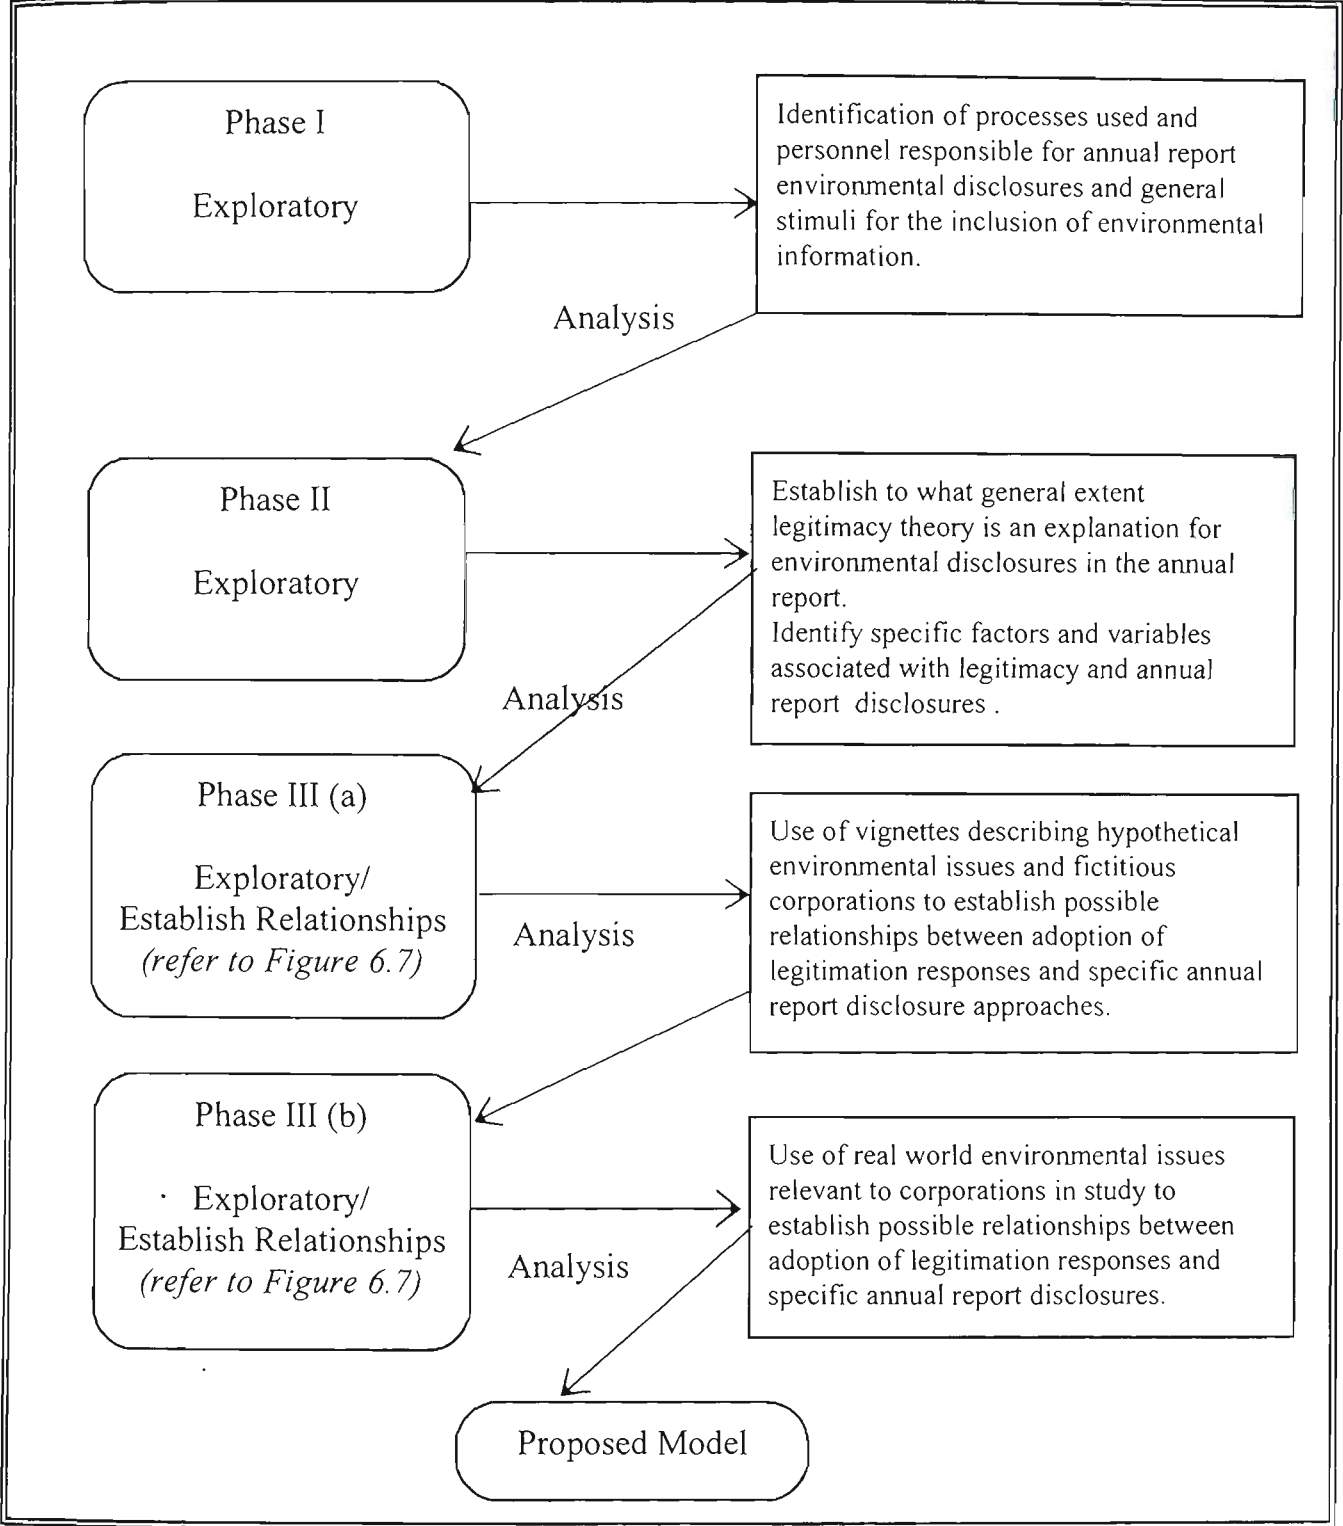 Phase I
Exploratory
Identification of processes used and
personnel responsible for annual report
environmental disclosures and general
stimuli for the inclusion of environmental
information.
Analysis
Phase II
Exploratory
Establish to what general extent
legitimacy theory is an explanation for
environmental disclosures in the annual
report.
Identify specific factors and variables
associated with legitimacy and annual
report disclosures .
Analysis
Phase III (a)
Exploratory/
Establish Relationships
(refer to Figure 6.7)
Use of vignettes describing hypothetical
environmental issues and fictitious
corporations to establish possible
relationships between adoption of
legitimation responses and specific annual
report disclosure approaches.
Analysis
Phase III (b)
Exploratory/
Establish Relationships
(refer to Figure 6.7)
Use of real world environmental issues
relevant to corporations in study to
establish possible relationships between
adoption of legitimation responses and
specific annual report disclosures.
Analysis
Proposed Model